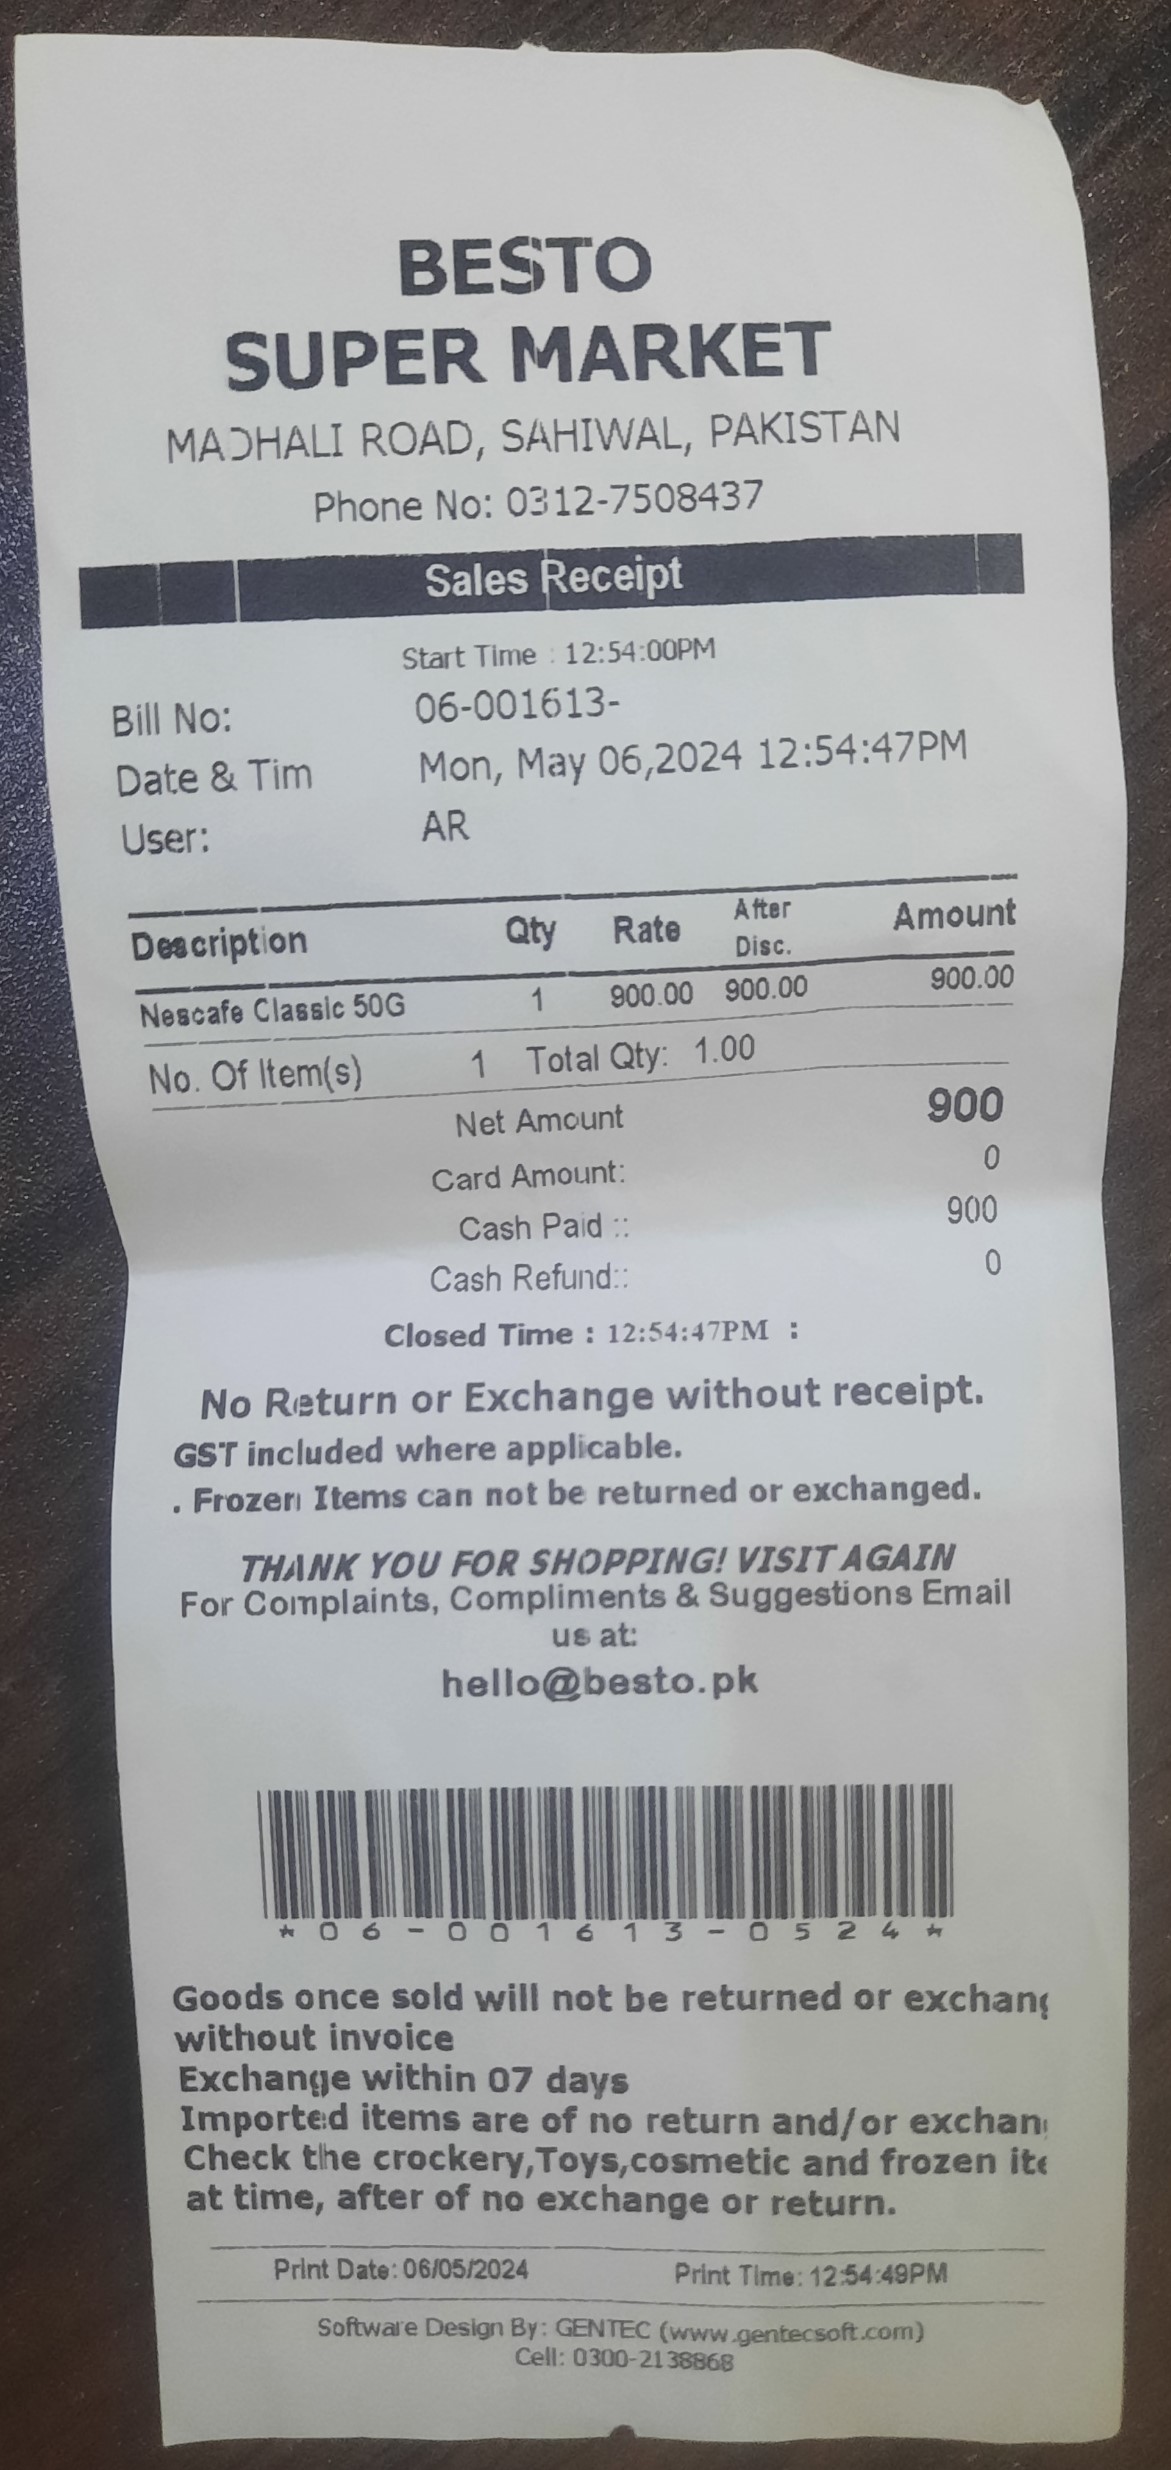 BESTO
SUPER MARKET
MADHALI ROAD, SAHIWAL, PAKISTAN
Phone No: 0312-7508437
Sales Receipt
Start Time : 12:54:00PM
Bill No: 06-001613-
Date & Tim Mon, May 06,2024 12:54:47PM
User: AR
Description Qty Rate After Disc. Amount
Nescafe Classic 50G 1 900.00 900.00 900.00
No. Of Item(s) 1 Total Qty: 1.00
Net Amount 900
Card Amount: 0
Cash Paid :: 900
Cash Refund:: 0
Closed Time : 12:54:47PM :
No Return or Exchange without receipt.
GST included where applicable.
. Frozen Items can not be returned or exchanged.
THANK YOU FOR SHOPPING! VISIT AGAIN
For Complaints, Compliments & Suggestions Email
us at:
hello@besto.pk
*06-001613-0524*
Goods once sold will not be returned or exchang
without invoice
Exchange within 07 days
Imported items are of no return and/or exchan
Check the crockery,Toys,cosmetic and frozen ite
at time, after of no exchange or return.
Print Date: 06/05/2024 Print Time: 12:54:49PM
Software Design By: GENTEC (www.gentecsoft.com)
Cell: 0300-2138868